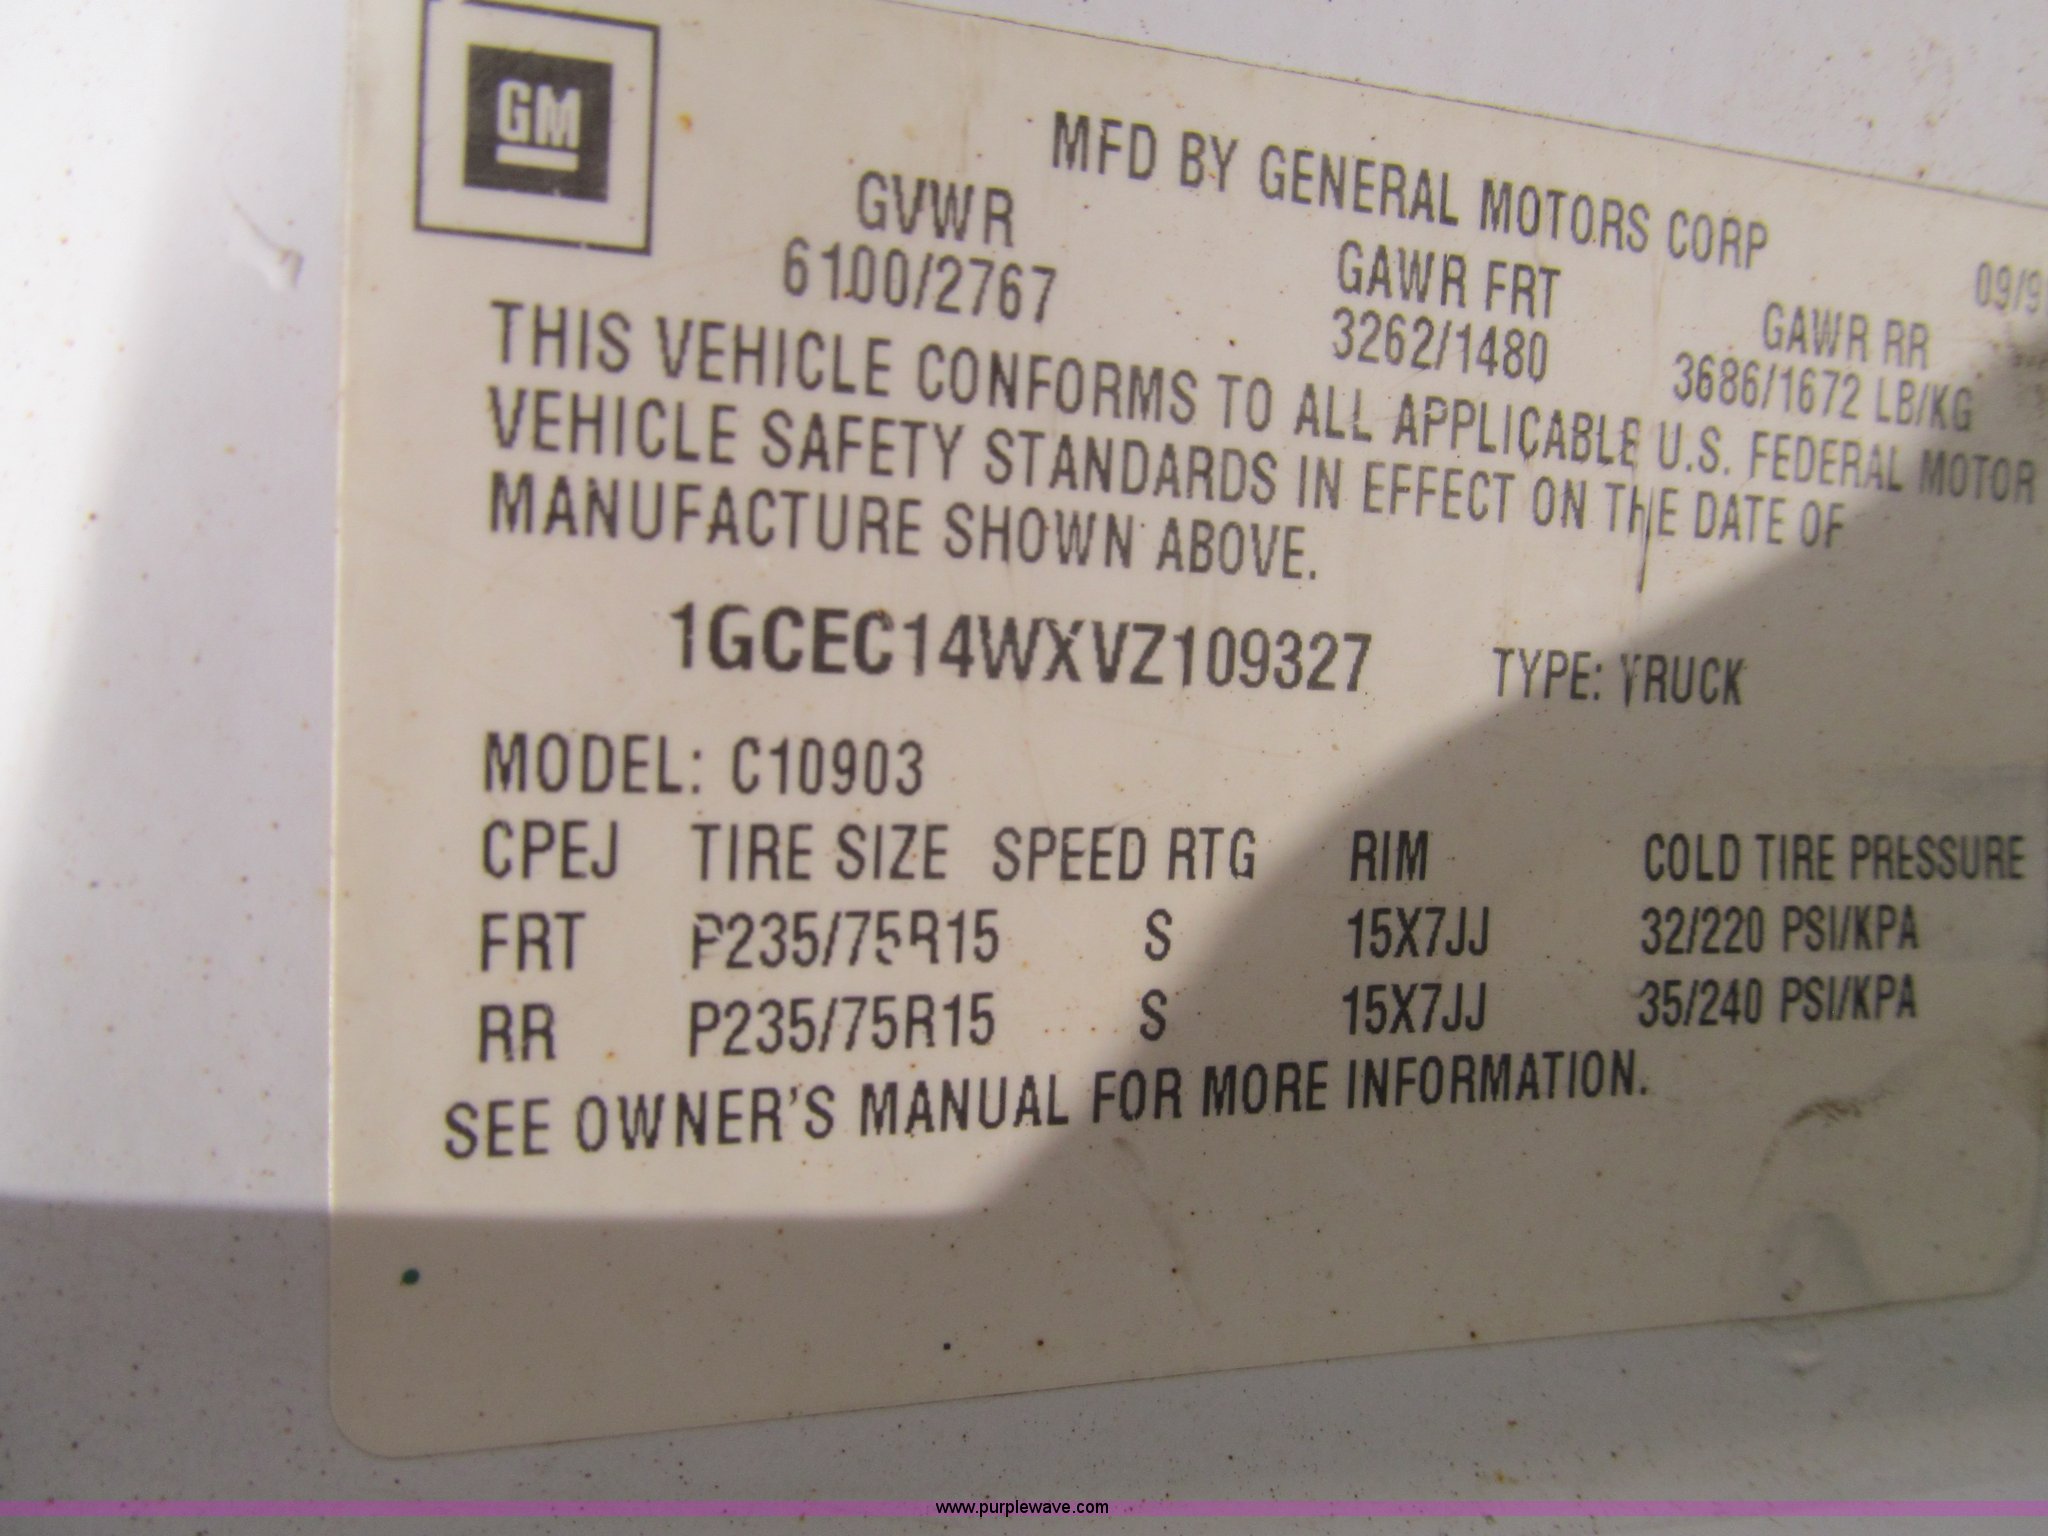 GM
MFD BY GENERAL MOTORS CORP 09/9
GVWR GAWR FRT GAWR RR
6100/2767 3262/1480 3686/1672 LB/KG
THIS VEHICLE CONFORMS TO ALL APPLICABLE U.S. FEDERAL MOTOR
VEHICLE SAFETY STANDARDS IN EFFECT ON THE DATE OF
MANUFACTURE SHOWN ABOVE.
1GCEC14WXVZ109327 TYPE: TRUCK
MODEL: C10903
CPEJ TIRE SIZE SPEED RTG RIM COLD TIRE PRESSURE
FRT P235/75R15 S 15X7JJ 32/220 PSI/KPA
RR P235/75R15 S 15X7JJ 35/240 PSI/KPA
SEE OWNER'S MANUAL FOR MORE INFORMATION.
www.purplewave.com